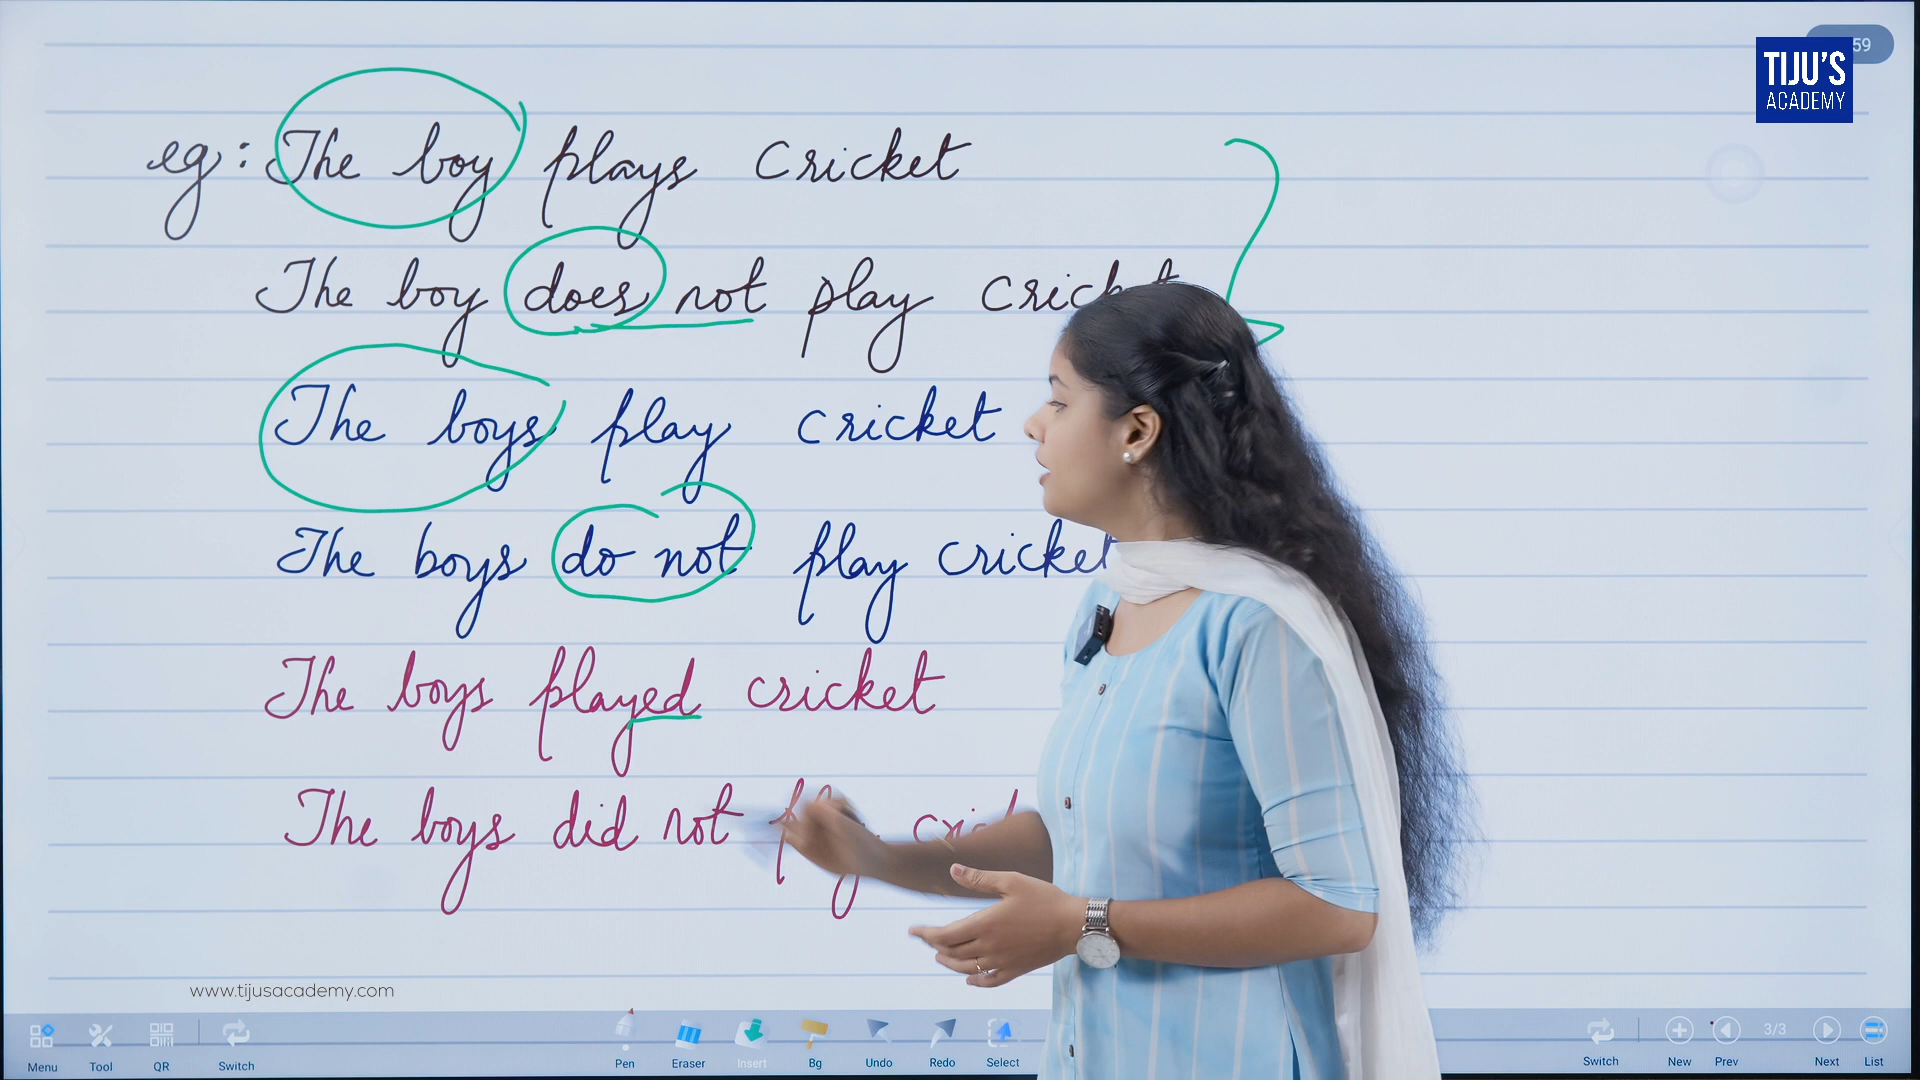 59
TIJU'S
ACADEMY
eg: The boy plays cricket
The boy does not play cricket
The boys play cricket
The boys do not play cricket
The boys played cricket
The boys did not
www.tijusacademy.com
Menu Tool QR Switch Pen Eraser Insert Bg Undo Redo Select Switch New Prev 3/3 Next List